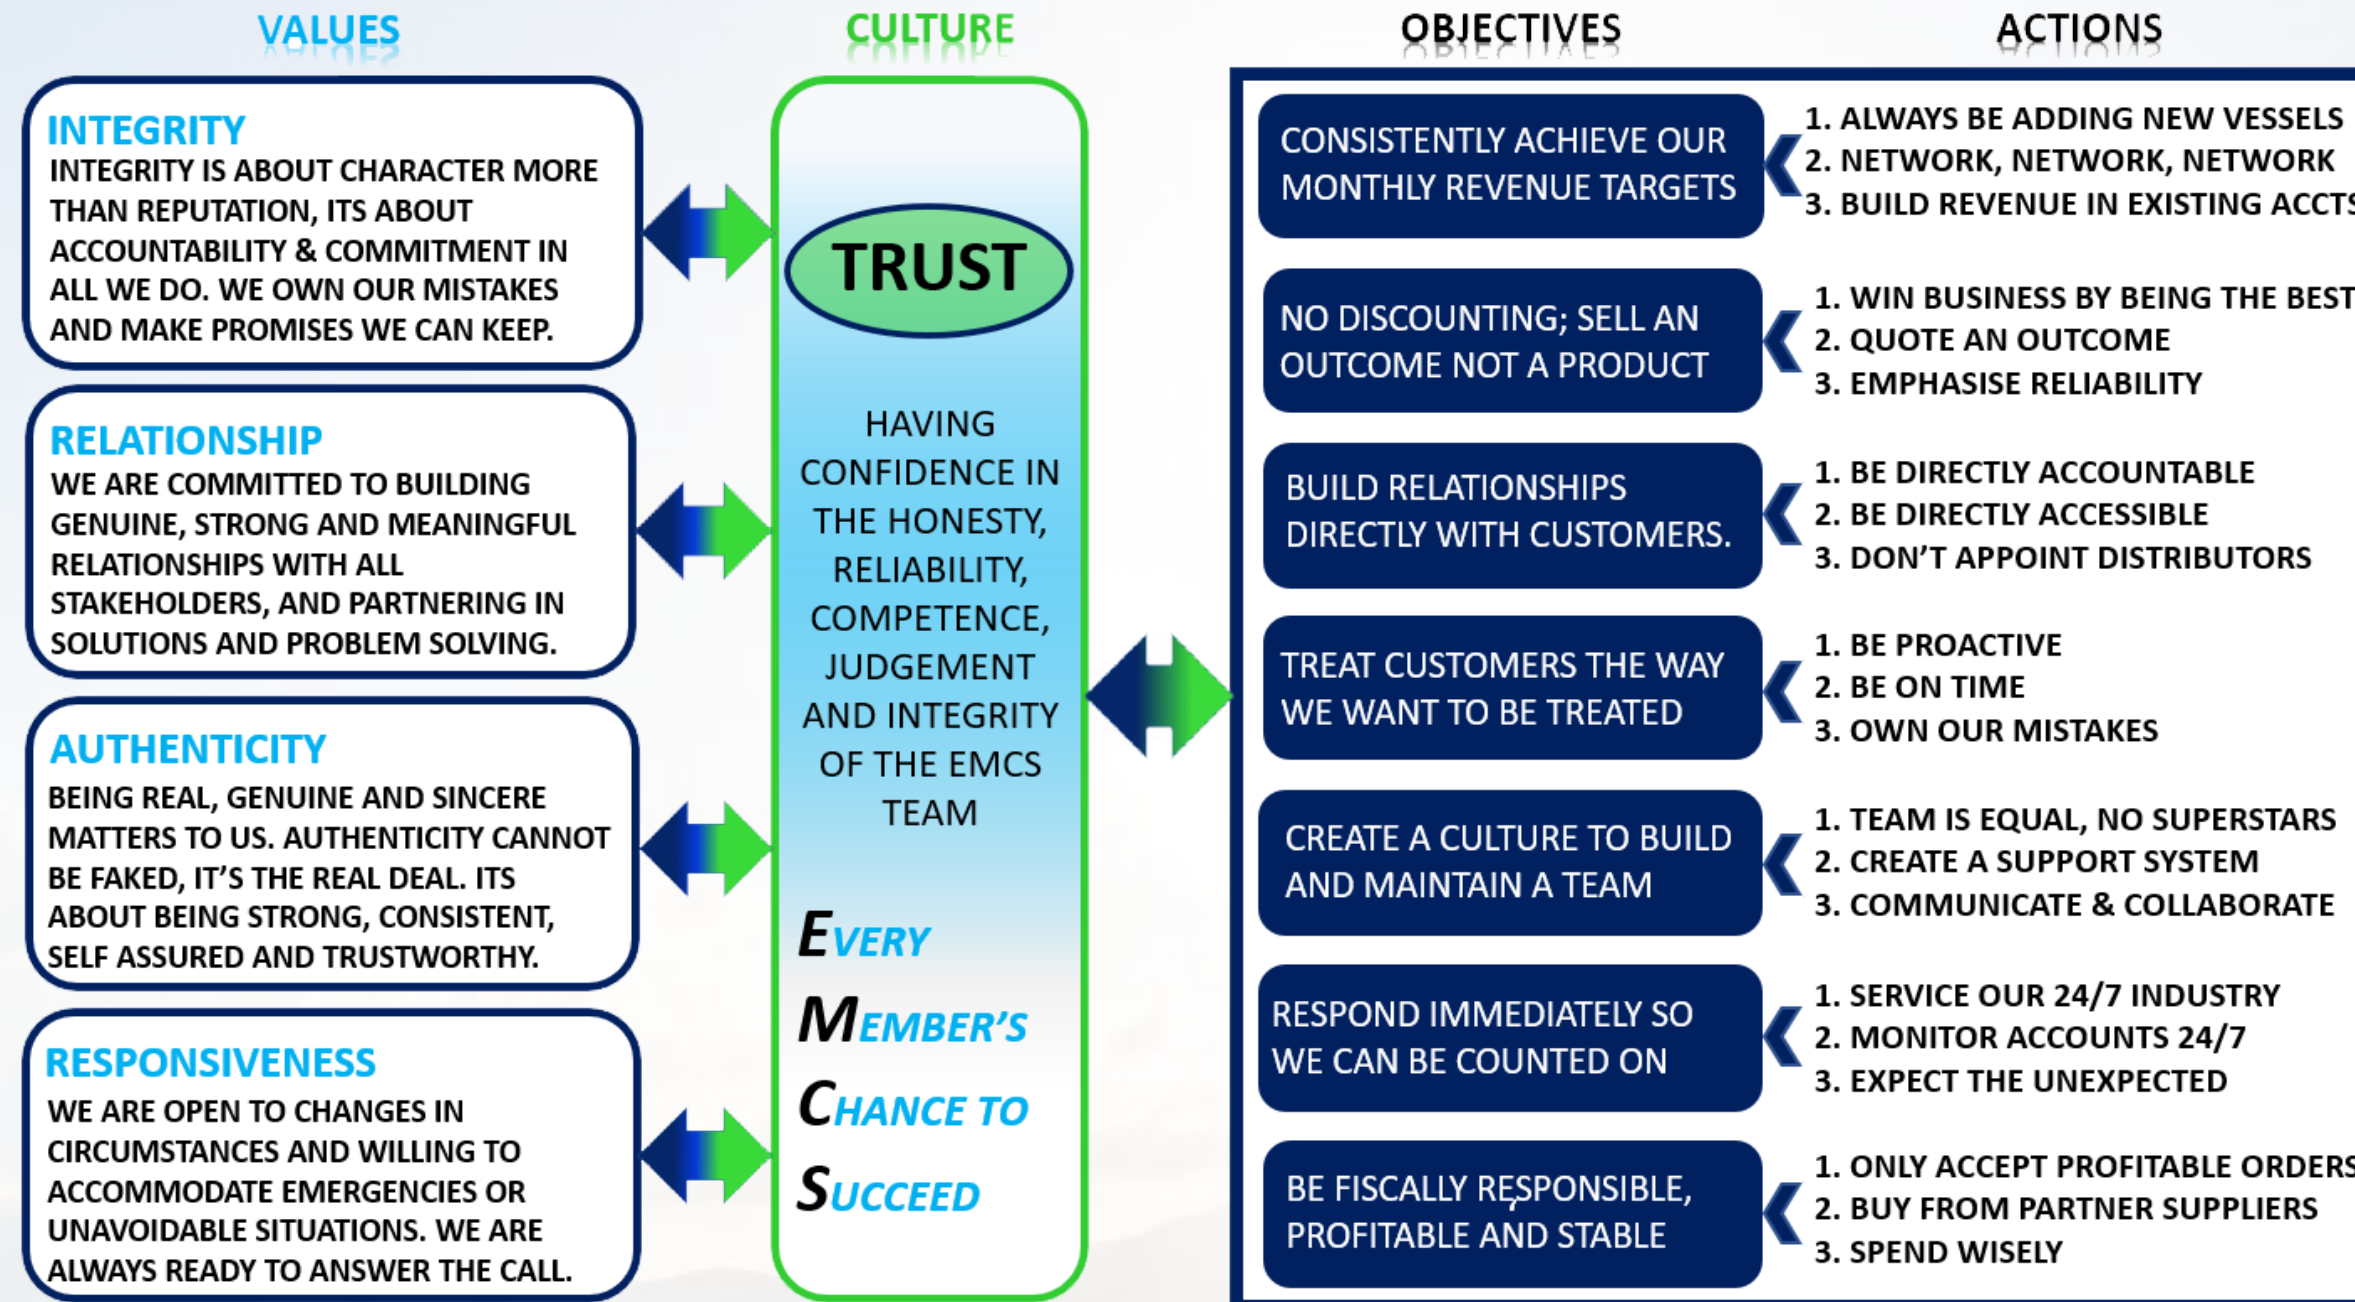 VALUES
INTEGRITY
INTEGRITY IS ABOUT CHARACTER MORE
THAN REPUTATION, ITS ABOUT
ACCOUNTABILITY & COMMITMENT IN
ALL WE DO. WE OWN OUR MISTAKES
AND MAKE PROMISES WE CAN KEEP.
RELATIONSHIP
WE ARE COMMITTED TO BUILDING
GENUINE, STRONG AND MEANINGFUL
RELATIONSHIPS WITH ALL
STAKEHOLDERS, AND PARTNERING IN
SOLUTIONS AND PROBLEM SOLVING.
AUTHENTICITY
BEING REAL, GENUINE AND SINCERE
MATTERS TO US. AUTHENTICITY CANNOT
BE FAKED, IT’S THE REAL DEAL. ITS
ABOUT BEING STRONG, CONSISTENT,
SELF ASSURED AND TRUSTWORTHY.
RESPONSIVENESS
WE ARE OPEN TO CHANGES IN
CIRCUMSTANCES AND WILLING TO
ACCOMMODATE EMERGENCIES OR
UNAVOIDABLE SITUATIONS. WE ARE
ALWAYS READY TO ANSWER THE CALL.
CULTURE
TRUST
HAVING
CONFIDENCE IN
THE HONESTY,
RELIABILITY,
COMPETENCE,
JUDGEMENT
AND INTEGRITY
OF THE EMCS
TEAM
EVERY
MEMBER’S
CHANCE TO
SUCCEED
OBJECTIVES
ACTIONS
CONSISTENTLY ACHIEVE OUR
MONTHLY REVENUE TARGETS
1. ALWAYS BE ADDING NEW VESSELS
2. NETWORK, NETWORK, NETWORK
3. BUILD REVENUE IN EXISTING ACCTS
NO DISCOUNTING; SELL AN
OUTCOME NOT A PRODUCT
1. WIN BUSINESS BY BEING THE BEST
2. QUOTE AN OUTCOME
3. EMPHASISE RELIABILITY
BUILD RELATIONSHIPS
DIRECTLY WITH CUSTOMERS.
1. BE DIRECTLY ACCOUNTABLE
2. BE DIRECTLY ACCESSIBLE
3. DON’T APPOINT DISTRIBUTORS
TREAT CUSTOMERS THE WAY
WE WANT TO BE TREATED
1. BE PROACTIVE
2. BE ON TIME
3. OWN OUR MISTAKES
CREATE A CULTURE TO BUILD
AND MAINTAIN A TEAM
1. TEAM IS EQUAL, NO SUPERSTARS
2. CREATE A SUPPORT SYSTEM
3. COMMUNICATE & COLLABORATE
RESPOND IMMEDIATELY SO
WE CAN BE COUNTED ON
1. SERVICE OUR 24/7 INDUSTRY
2. MONITOR ACCOUNTS 24/7
3. EXPECT THE UNEXPECTED
BE FISCALLY RESPONSIBLE,
PROFITABLE AND STABLE
1. ONLY ACCEPT PROFITABLE ORDERS
2. BUY FROM PARTNER SUPPLIERS
3. SPEND WISELY